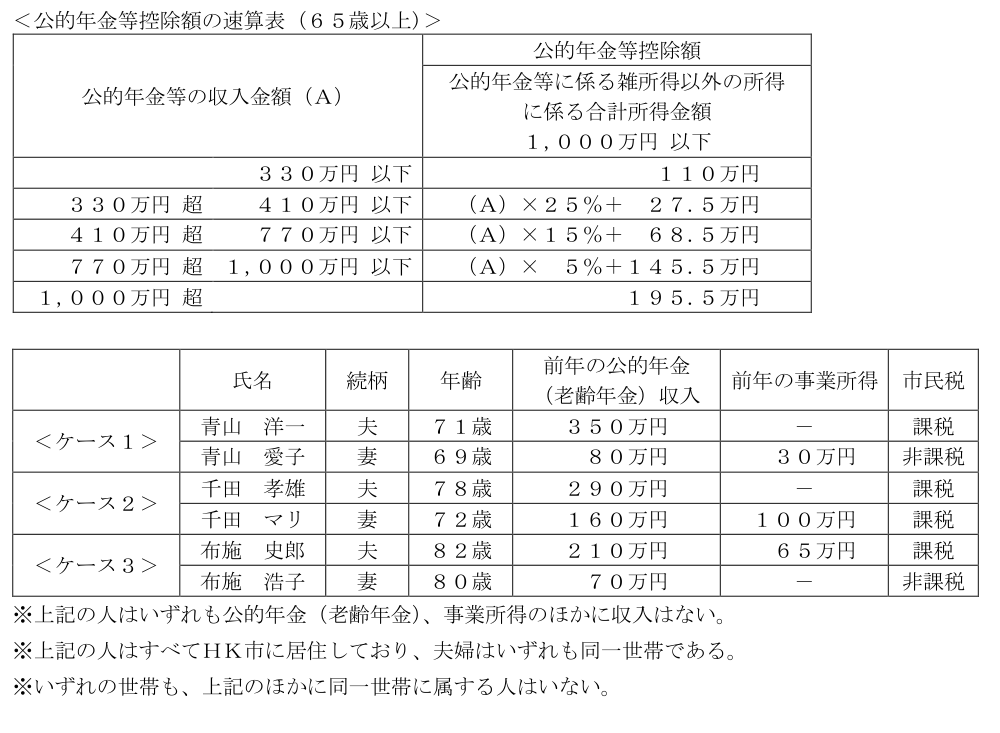 ＜公的年金等控除額の速算表（６５歳以上）＞
公的年金等の収入金額（Ａ）
公的年金等控除額
公的年金等に係る雑所得以外の所得
に係る合計所得金額
１,０００万円 以下
３３０万円 以下 １１０万円
３３０万円 超 ４１０万円 以下 （Ａ）×２５％＋ ２７.５万円
４１０万円 超 ７７０万円 以下 （Ａ）×１５％＋ ６８.５万円
７７０万円 超 １,０００万円 以下 （Ａ）× ５％＋１４５.５万円
１,０００万円 超 １９５.５万円
氏名 続柄 年齢 前年の公的年金（老齢年金）収入 前年の事業所得 市民税
＜ケース１＞
青山 洋一 夫 ７１歳 ３５０万円 － 課税
青山 愛子 妻 ６９歳 ８０万円 ３０万円 非課税
＜ケース２＞
千田 孝雄 夫 ７８歳 ２９０万円 － 課税
千田 マリ 妻 ７２歳 １６０万円 １００万円 課税
＜ケース３＞
布施 史郎 夫 ８２歳 ２１０万円 ６５万円 課税
布施 浩子 妻 ８０歳 ７０万円 － 非課税
※上記の人はいずれも公的年金（老齢年金）、事業所得のほかに収入はない。
※上記の人はすべてＨＫ市に居住しており、夫婦はいずれも同一世帯である。
※いずれの世帯も、上記のほかに同一世帯に属する人はいない。